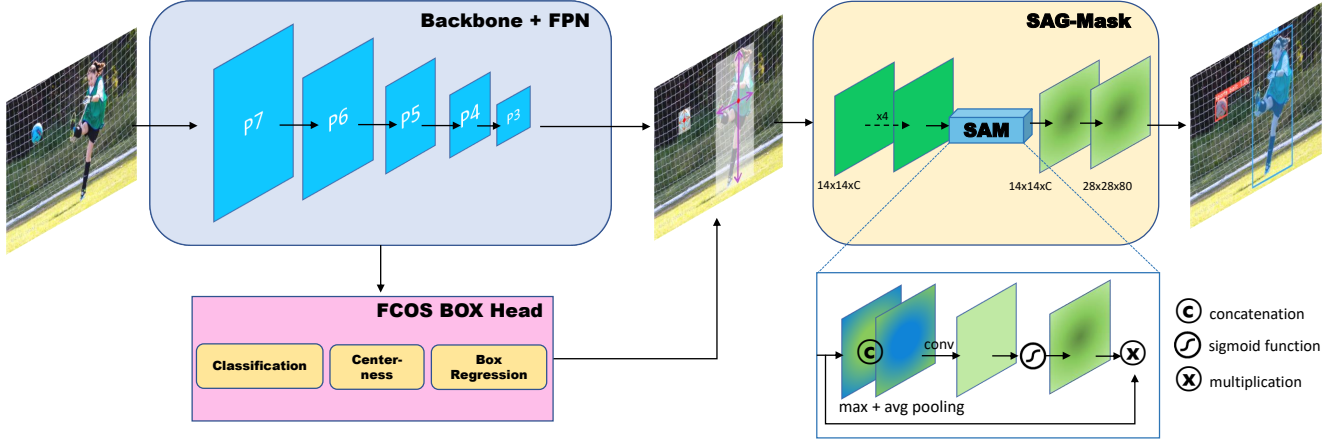 Backbone + FPN
P7
P6
P5
P4
P3
SAG-Mask
x4
SAM
14x14xC
14x14xC
28x28x80
FCOS BOX Head
Classification
Center-
ness
Box
Regression
C
conv
max + avg pooling
x
C concatenation
sigmoid function
x multiplication